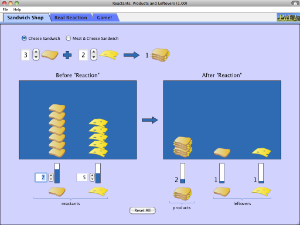 Reactants, Products and Leftovers (1.00)
File Help
Sandwich Shop Real Reaction Game!
Cheese Sandwich Meat & Cheese Sandwich
3 2 1
Before "Reaction" After "Reaction"
5 2 1 1
reactants products leftovers
Reset All